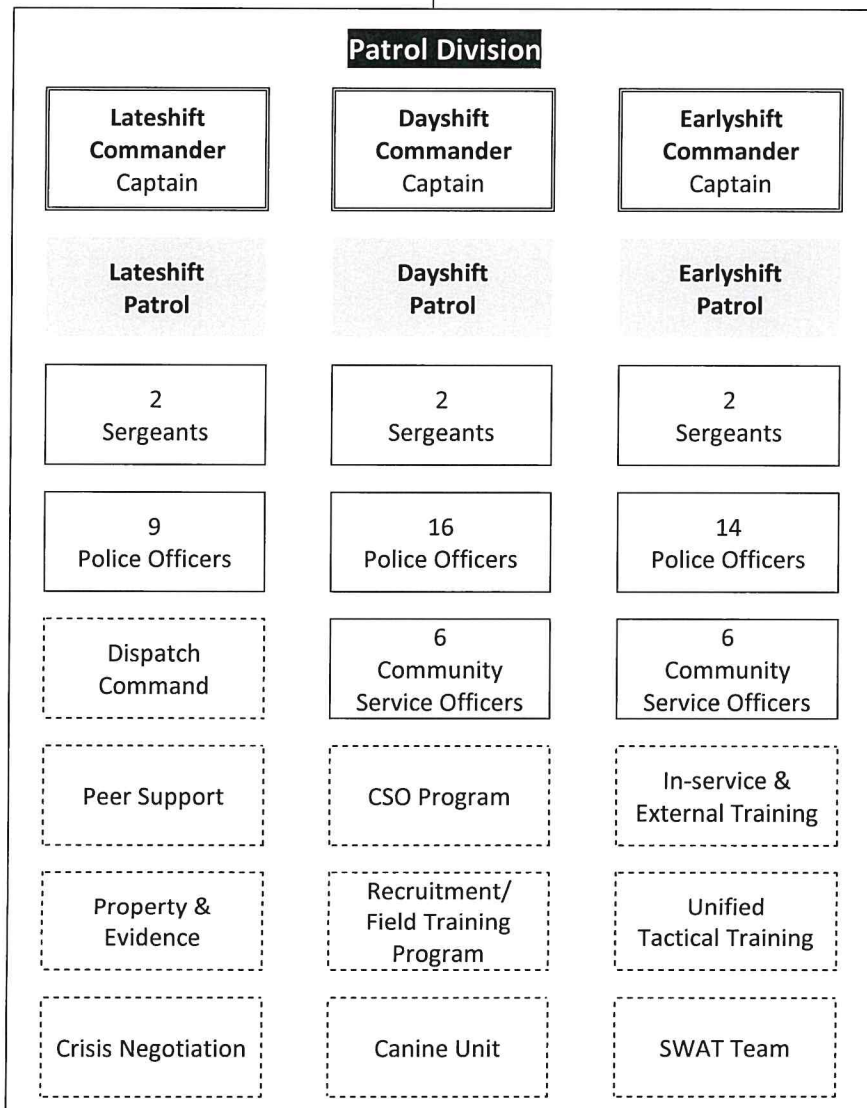 Patrol Division
Lateshift
Commander
Captain
Dayshift
Commander
Captain
Earlyshift
Commander
Captain
Lateshift
Patrol
Dayshift
Patrol
Earlyshift
Patrol
2
Sergeants
2
Sergeants
2
Sergeants
9
Police Officers
16
Police Officers
14
Police Officers
Dispatch
Command
6
Community
Service Officers
6
Community
Service Officers
Peer Support
CSO Program
In-service &
External Training
Property &
Evidence
Recruitment/
Field Training
Program
Unified
Tactical Training
Crisis Negotiation
Canine Unit
SWAT Team